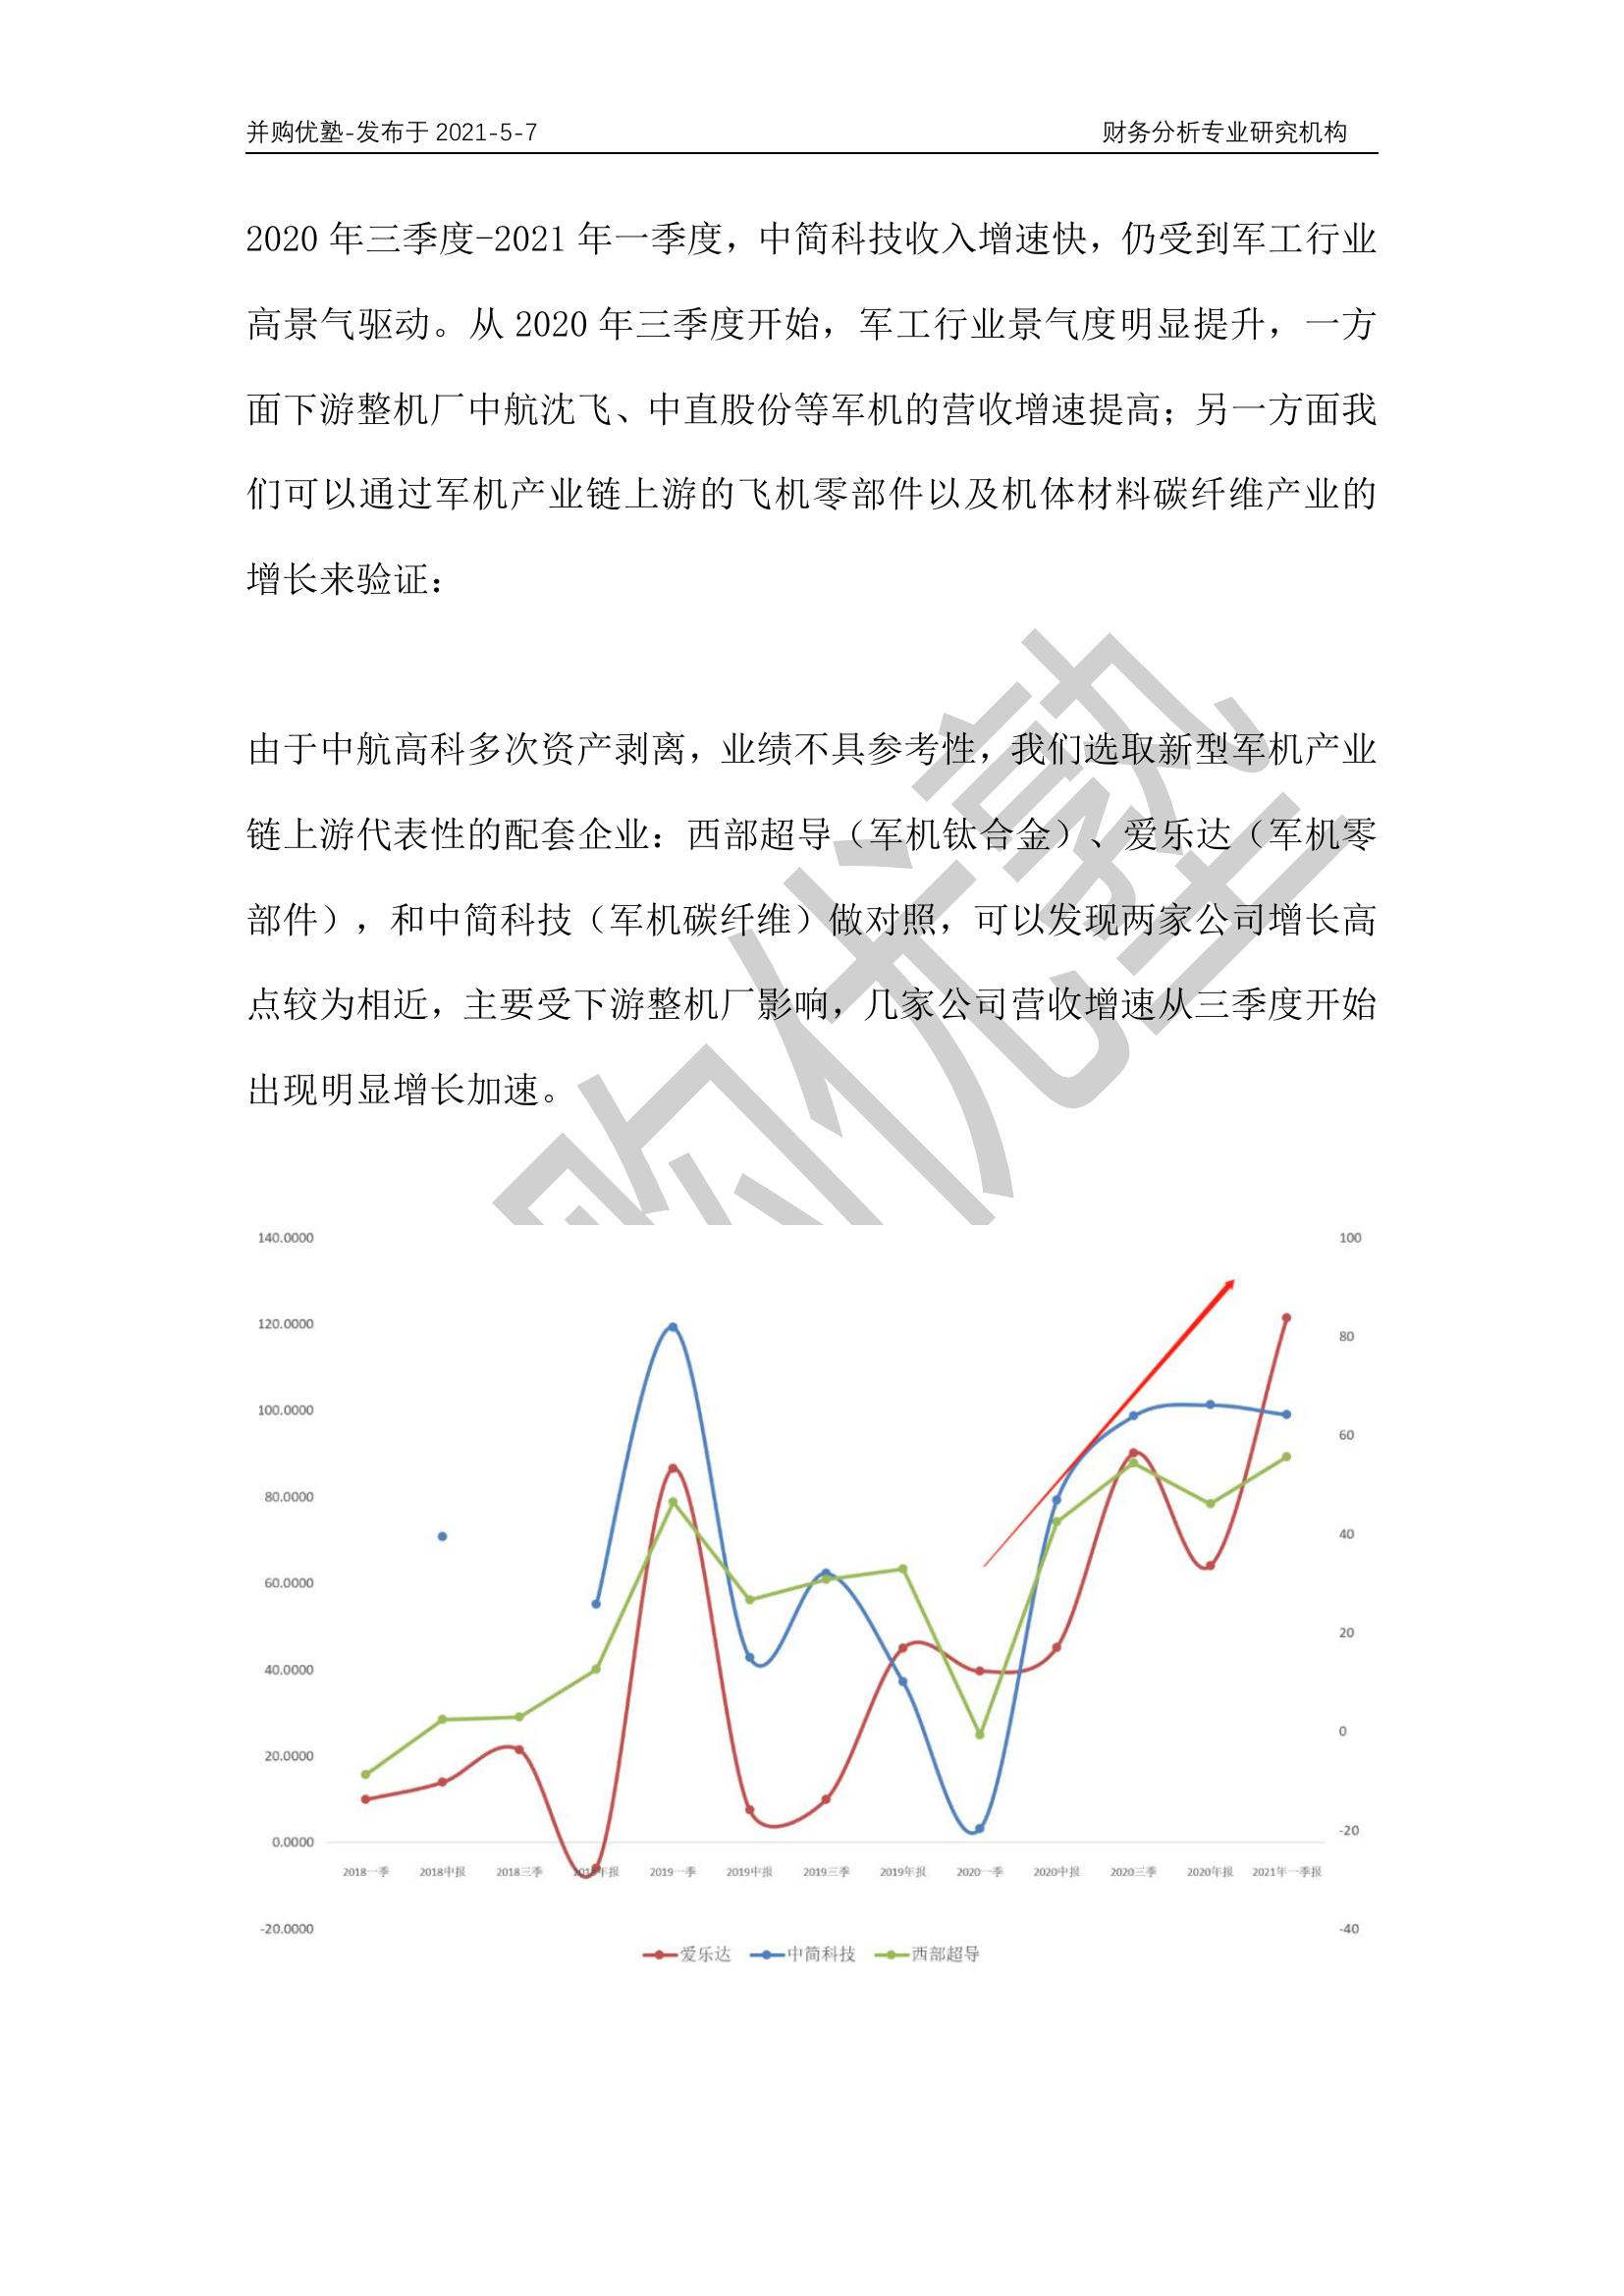 并购优塾-发布于 2021-5-7 财务分析专业研究机构
2020 年三季度-2021 年一季度，中简科技收入增速快，仍受到军工行业
高景气驱动。从 2020 年三季度开始，军工行业景气度明显提升，一方
面下游整机厂中航沈飞、中直股份等军机的营收增速提高；另一方面我
们可以通过军机产业链上游的飞机零部件以及机体材料碳纤维产业的
增长来验证：
由于中航高科多次资产剥离，业绩不具参考性，我们选取新型军机产业
链上游代表性的配套企业：西部超导（军机钛合金）、爱乐达（军机零
部件），和中简科技（军机碳纤维）做对照，可以发现两家公司增长高
点较为相近，主要受下游整机厂影响，几家公司营收增速从三季度开始
出现明显增长加速。
购优塾
140.0000 100
120.0000 80
100.0000
60
80.0000
40
60.0000
20
40.0000
0
20.0000
0.0000 -20
2018一季 2018中报 2018三季 2018年报 2019一季 2019中报 2019三季 2019年报 2020一季 2020中报 2020三季 2020年报 2021年一季报
-20.0000 -40
爱乐达 中简科技 西部超导